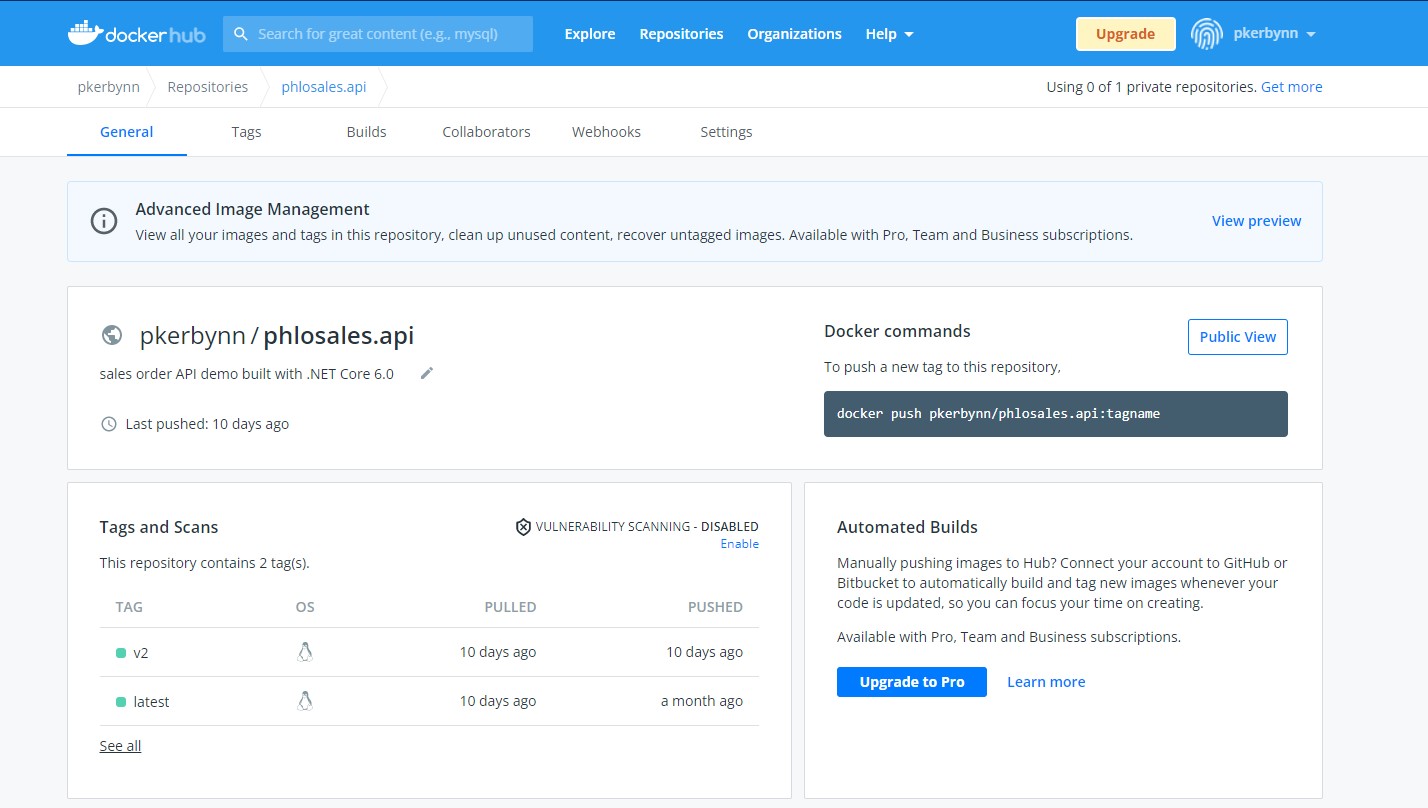 docker hub
Search for great content (e.g., mysql)
Explore
Repositories
Organizations
Help
Upgrade
pkerbynn
pkerbynn
Repositories
phlosales.api
Using 0 of 1 private repositories. Get more
General
Tags
Builds
Collaborators
Webhooks
Settings
Advanced Image Management
View all your images and tags in this repository, clean up unused content, recover untagged images. Available with Pro, Team and Business subscriptions.
View preview
pkerbynn / phlosales.api
sales order API demo built with .NET Core 6.0
Last pushed: 10 days ago
Docker commands
Public View
To push a new tag to this repository,
docker push pkerbynn/phlosales.api:tagname
Tags and Scans
VULNERABILITY SCANNING - DISABLED
Enable
This repository contains 2 tag(s).
TAG OS PULLED PUSHED
v2 10 days ago 10 days ago
latest 10 days ago a month ago
See all
Automated Builds
Manually pushing images to Hub? Connect your account to GitHub or
Bitbucket to automatically build and tag new images whenever your
code is updated, so you can focus your time on creating.
Available with Pro, Team and Business subscriptions.
Upgrade to Pro
Learn more